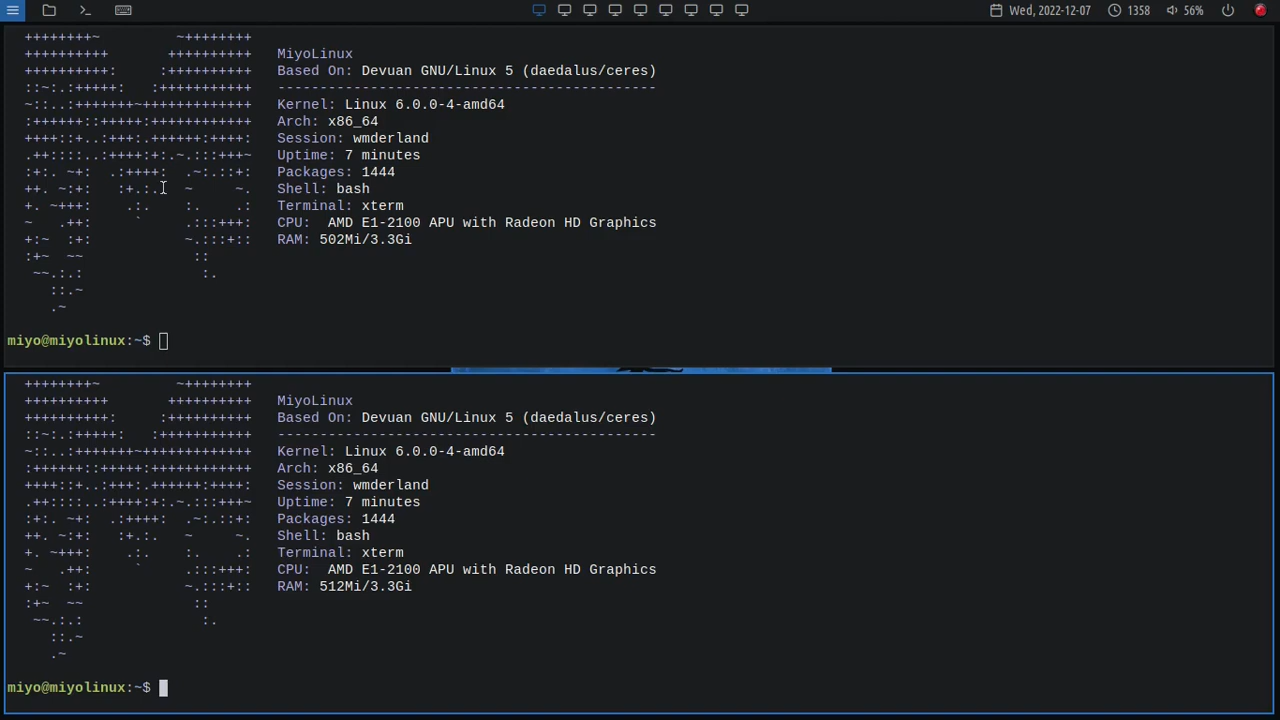 Wed, 2022-12-07 1358 56%
MiyoLinux
Based On: Devuan GNU/Linux 5 (daedalus/ceres)
---------------------------------------------
Kernel: Linux 6.0.0-4-amd64
Arch: x86_64
Session: wmderland
Uptime: 7 minutes
Packages: 1444
Shell: bash
Terminal: xterm
CPU:  AMD E1-2100 APU with Radeon HD Graphics
RAM: 502Mi/3.3Gi
miyo@miyolinux:~$
MiyoLinux
Based On: Devuan GNU/Linux 5 (daedalus/ceres)
---------------------------------------------
Kernel: Linux 6.0.0-4-amd64
Arch: x86_64
Session: wmderland
Uptime: 7 minutes
Packages: 1444
Shell: bash
Terminal: xterm
CPU:  AMD E1-2100 APU with Radeon HD Graphics
RAM: 512Mi/3.3Gi
miyo@miyolinux:~$